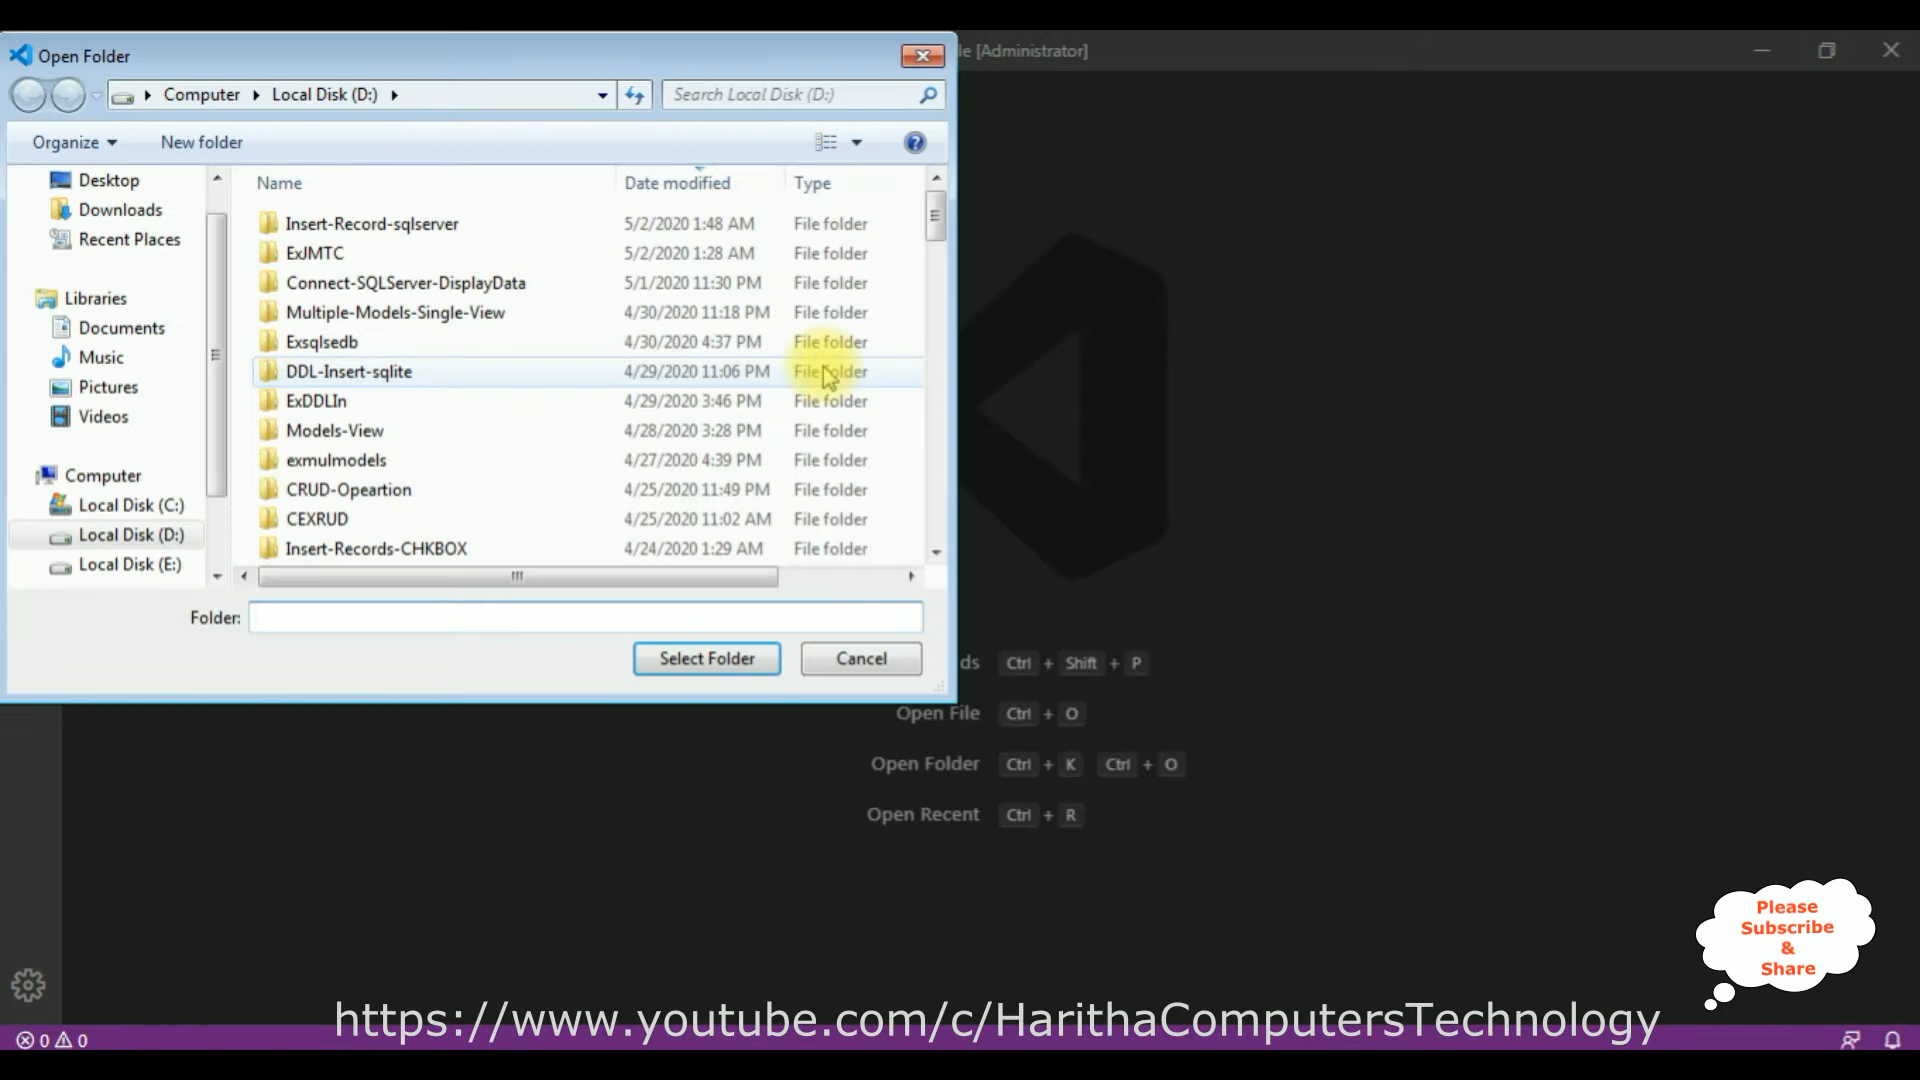 Open Folder
le [Administrator]
Computer Local Disk (D:)
Search Local Disk (D:)
Organize New folder
Name Date modified Type
Desktop
Downloads
Recent Places
Libraries
Documents
Music
Pictures
Videos
Computer
Local Disk (C:)
Local Disk (D:)
Local Disk (E:)
Insert-Record-sqlserver 5/2/2020 1:48 AM File folder
ExJMTC 5/2/2020 1:28 AM File folder
Connect-SQLServer-DisplayData 5/1/2020 11:30 PM File folder
Multiple-Models-Single-View 4/30/2020 11:18 PM File folder
Exsqlsedb 4/30/2020 4:37 PM File folder
DDL-Insert-sqlite 4/29/2020 11:06 PM File folder
ExDDLIn 4/29/2020 3:46 PM File folder
Models-View 4/28/2020 3:28 PM File folder
exmulmodels 4/27/2020 4:39 PM File folder
CRUD-Opeartion 4/25/2020 11:49 PM File folder
CEXRUD 4/25/2020 11:02 AM File folder
Insert-Records-CHKBOX 4/24/2020 1:29 AM File folder
Folder:
Select Folder Cancel
ds Ctrl + Shift + P
Open File Ctrl + O
Open Folder Ctrl + K Ctrl + O
Open Recent Ctrl + R
Please
Subscribe
&
Share
https://www.youtube.com/c/HarithaComputersTechnology
0 0